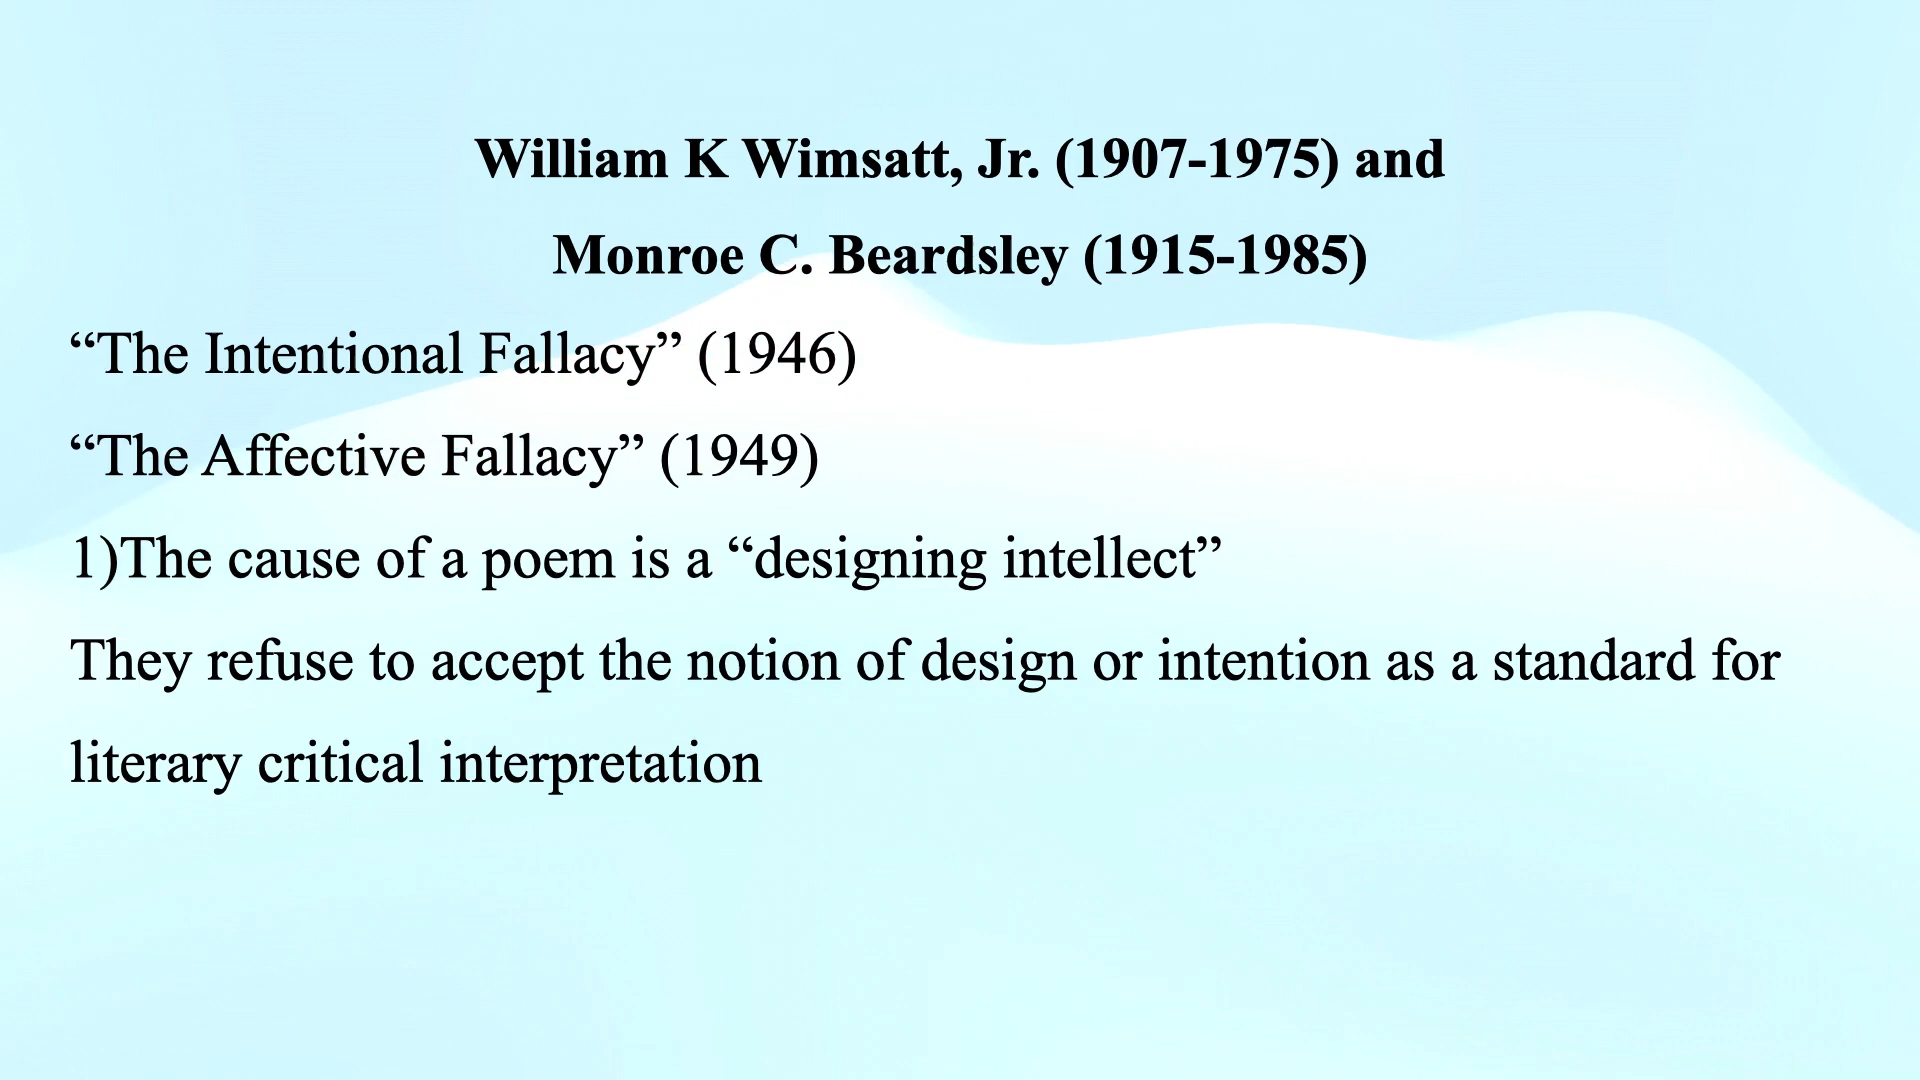 William K Wimsatt, Jr. (1907-1975) and
Monroe C. Beardsley (1915-1985)
“The Intentional Fallacy” (1946)
“The Affective Fallacy” (1949)
1)The cause of a poem is a “designing intellect”
They refuse to accept the notion of design or intention as a standard for
literary critical interpretation